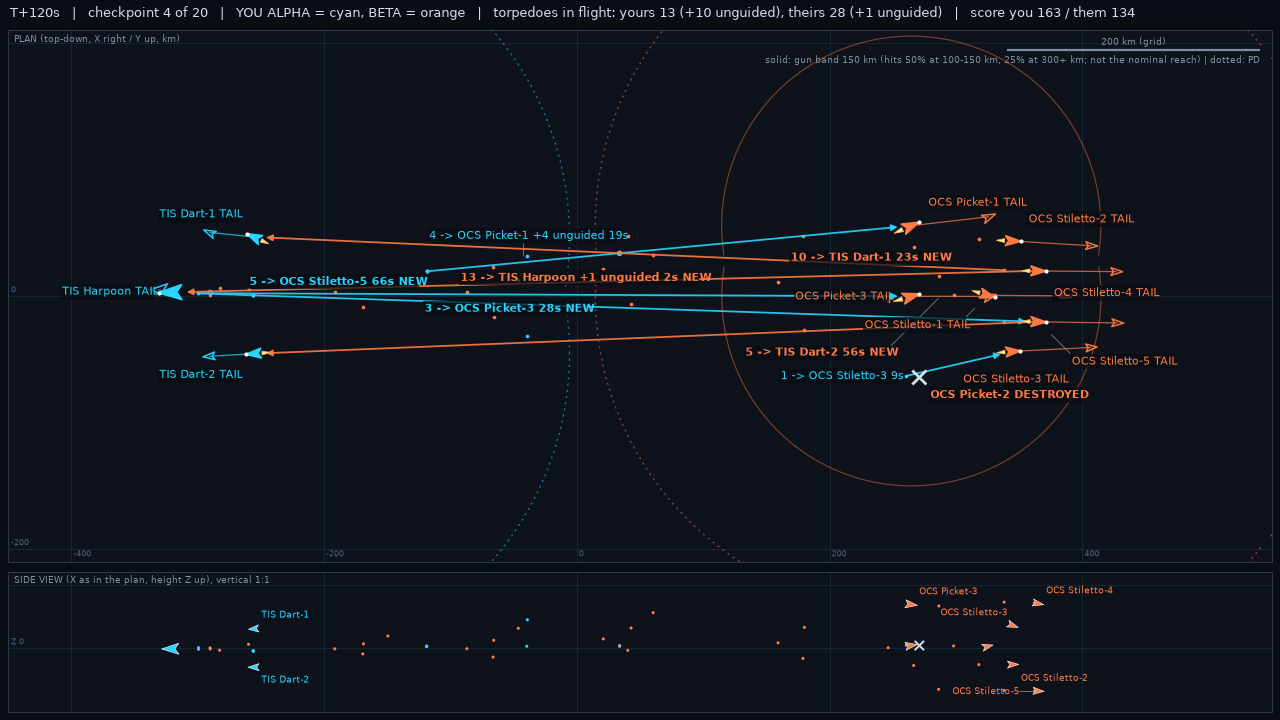 T+120s | checkpoint 4 of 20 | YOU ALPHA = cyan, BETA = orange | torpedoes in flight: yours 13 (+10 unguided), theirs 28 (+1 unguided) | score you 163 / them 134
PLAN (top-down, X right / Y up, km)
200 km (grid)
solid: gun band 150 km (hits 50% at 100-150 km, 25% at 300+ km; not the nominal reach) | dotted: PD
OCS Picket-1 TAIL
TIS Dart-1 TAIL
OCS Stiletto-2 TAIL
4 -> OCS Picket-1 +4 unguided 19s
10 -> TIS Dart-1 23s NEW
13 -> TIS Harpoon +1 unguided 2s NEW
5 -> OCS Stiletto-5 66s NEW
0
TIS Harpoon TAIL
OCS Picket-3 TAIL
OCS Stiletto-4 TAIL
3 -> OCS Picket-3 28s NEW
OCS Stiletto-1 TAIL
5 -> TIS Dart-2 56s NEW
OCS Stiletto-5 TAIL
TIS Dart-2 TAIL
1 -> OCS Stiletto-3 9s
OCS Stiletto-3 TAIL
OCS Picket-2 DESTROYED
-200
-400
-200
0
200
400
SIDE VIEW (X as in the plan, height Z up), vertical 1:1
OCS Picket-3
OCS Stiletto-4
TIS Dart-1
OCS Stiletto-3
Z 0
TIS Dart-2
OCS Stiletto-2
OCS Stiletto-5